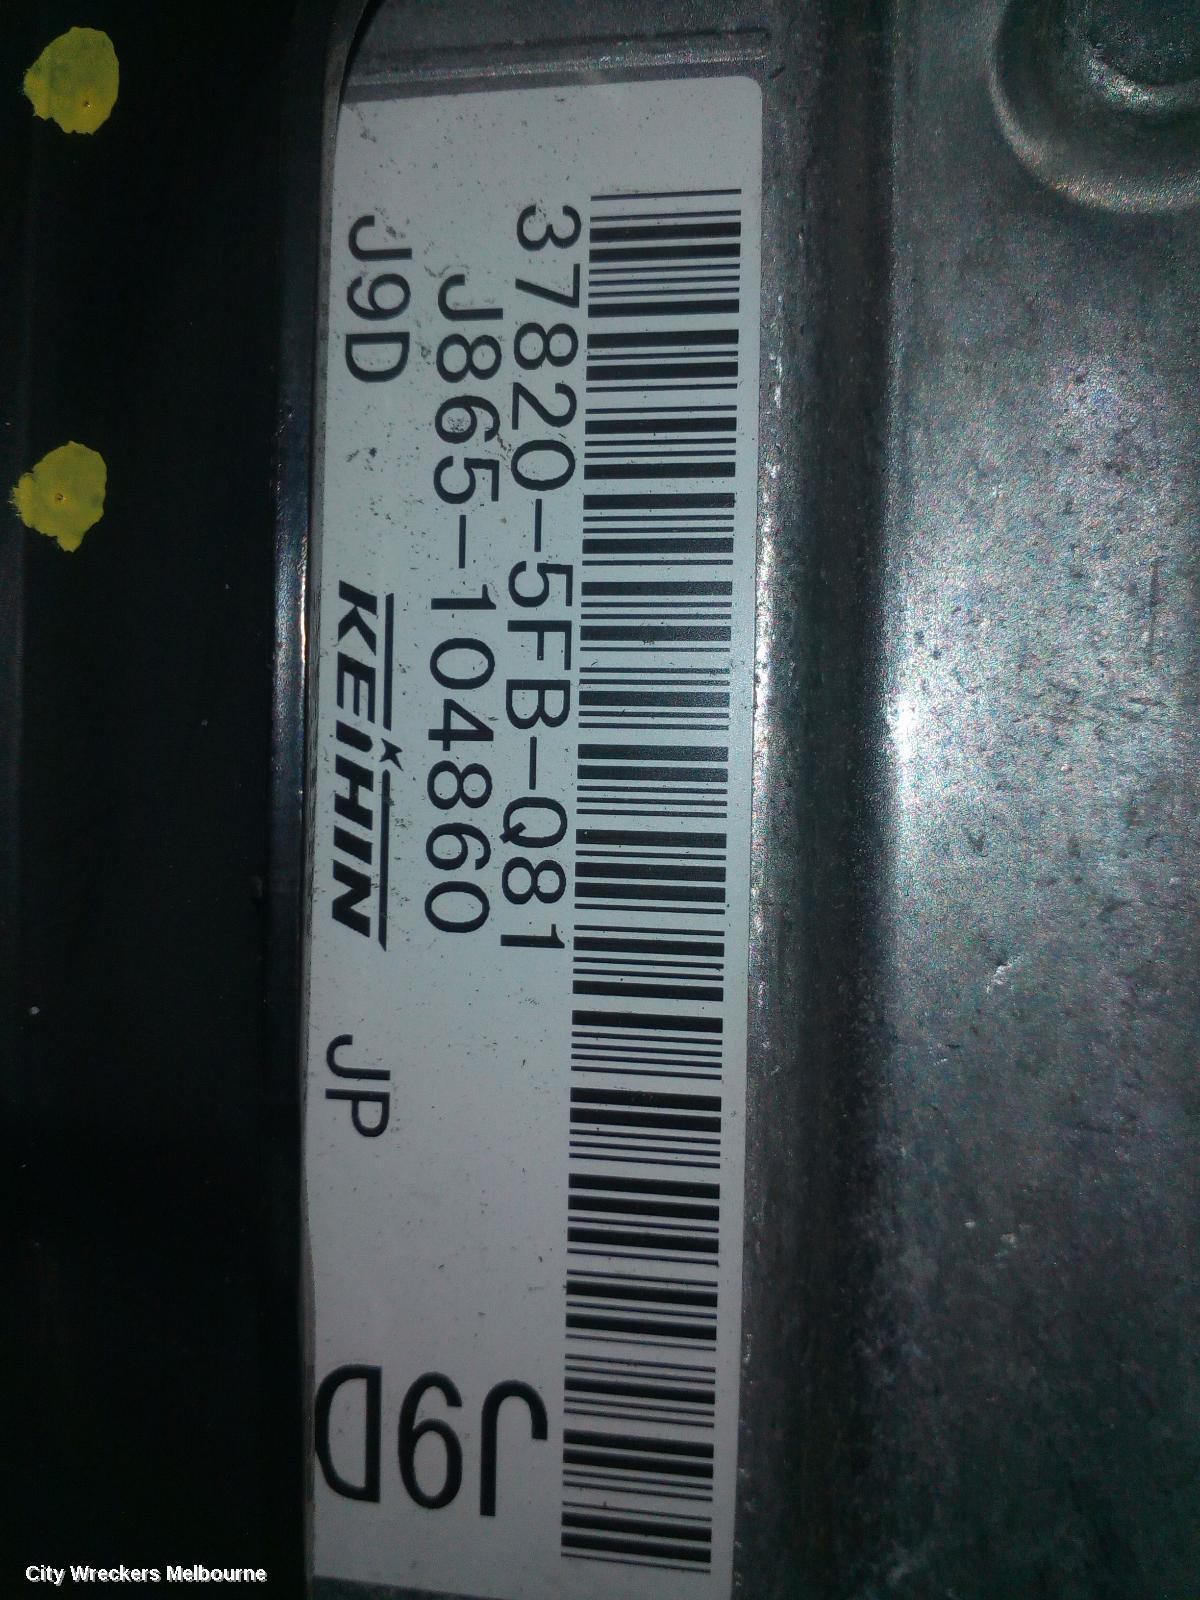 37820-5FB-Q81
J865-104860
J9D KEIHIN JP
J9D
City Wreckers Melbourne